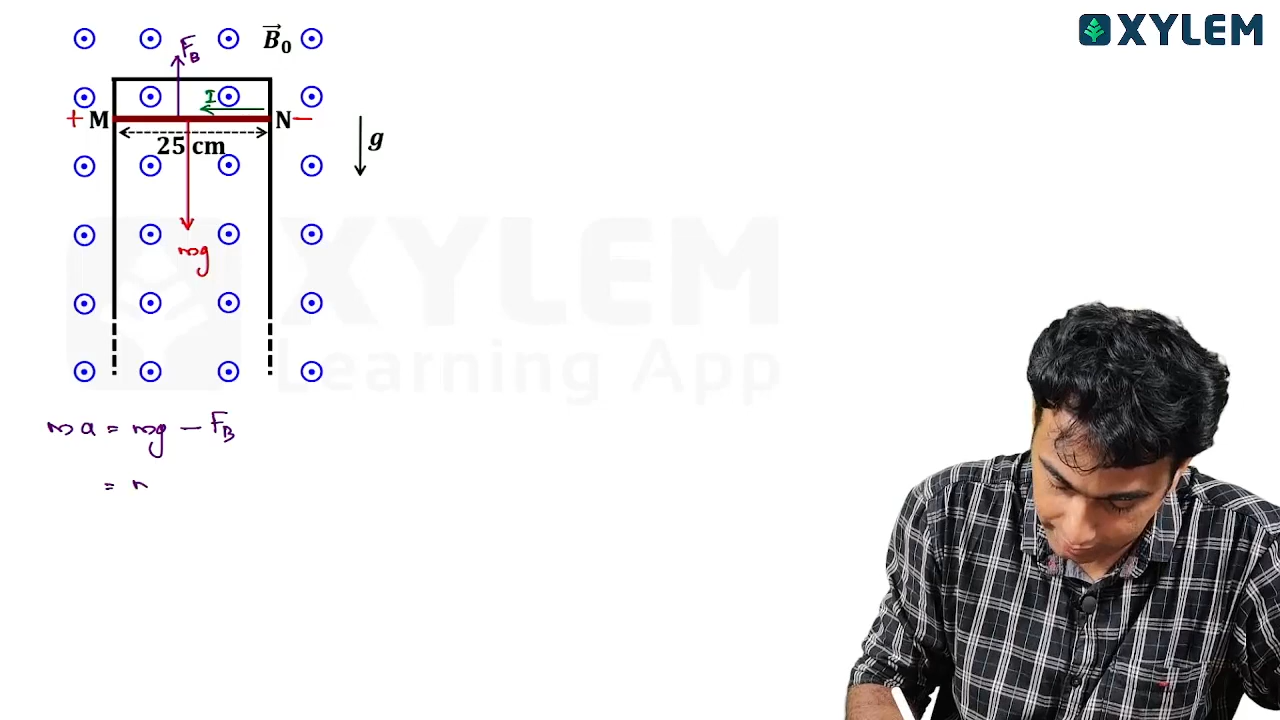 XYLEM
F_B
B⃗₀
I
+ M N −
25 cm
g
mg
XYLEM
Learning App
ma = mg − F_B
= m